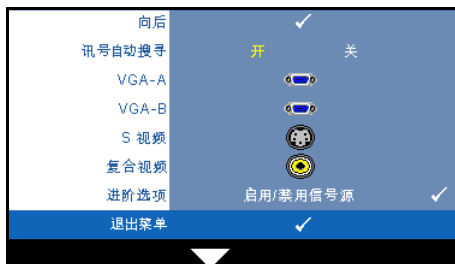 向后
讯号自动搜寻 开 关
VGA-A
VGA-B
S 视频
复合视频
进阶选项 启用/禁用信号源
退出菜单